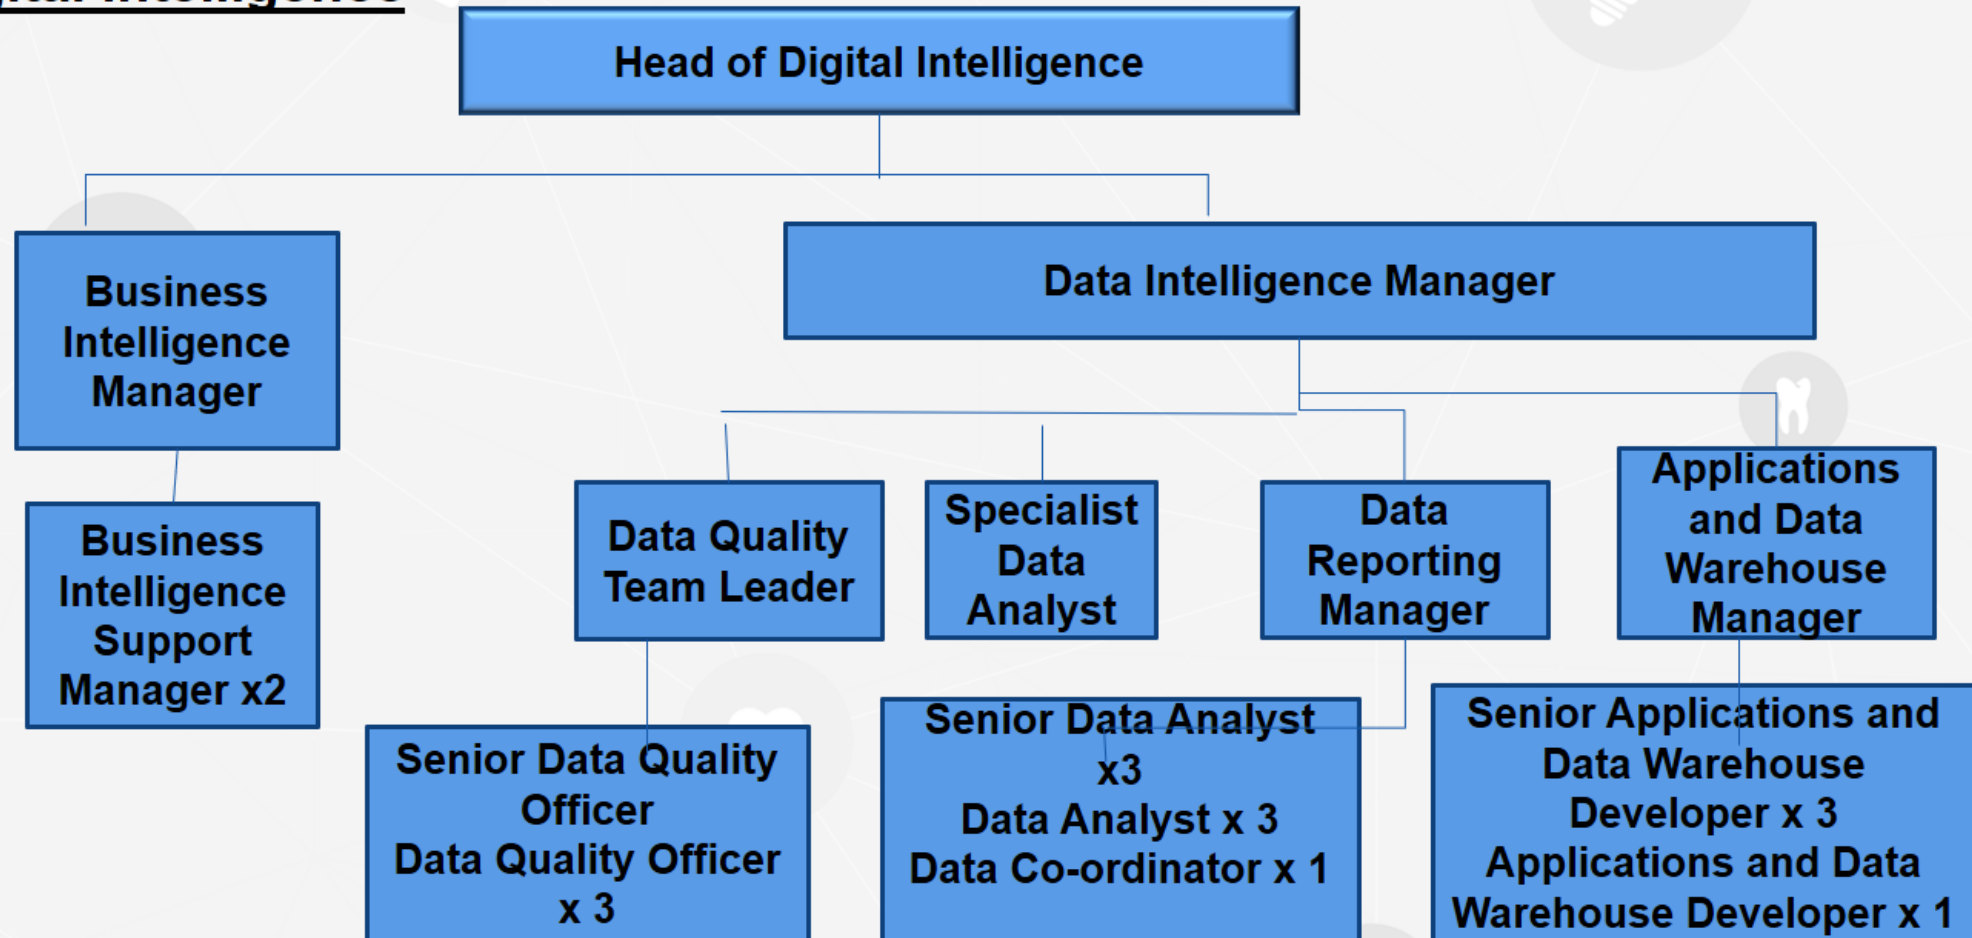 Digital Intelligence
Head of Digital Intelligence
Business
Intelligence
Manager
Data Intelligence Manager
Business
Intelligence
Support
Manager x2
Data Quality
Team Leader
Specialist
Data
Analyst
Data
Reporting
Manager
Applications
and Data
Warehouse
Manager
Senior Data Quality
Officer
Data Quality Officer
x 3
Senior Data Analyst
x3
Data Analyst x 3
Data Co-ordinator x 1
Senior Applications and
Data Warehouse
Developer x 3
Applications and Data
Warehouse Developer x 1